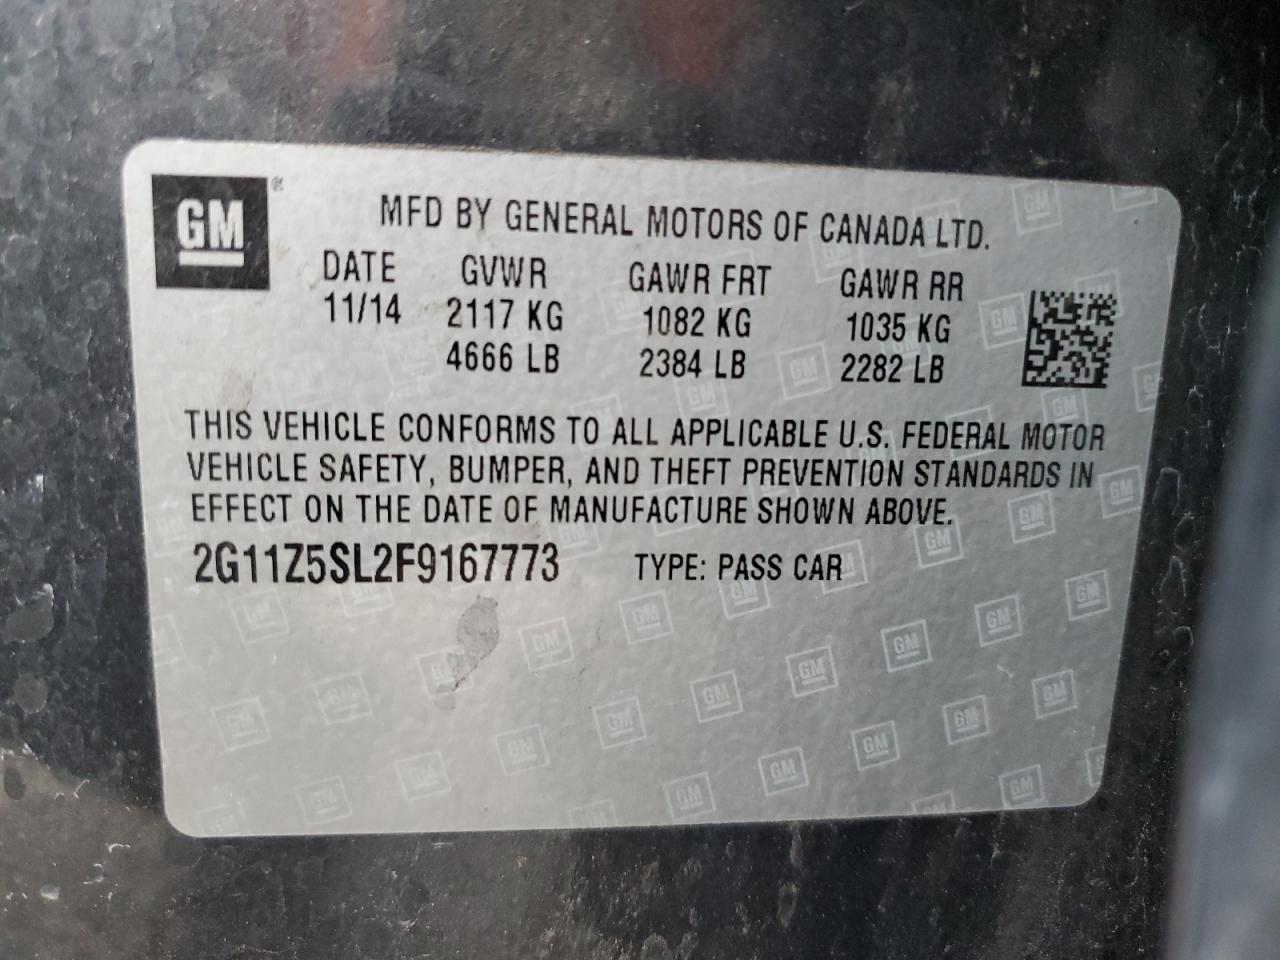 GM
MFD BY GENERAL MOTORS OF CANADA LTD.
DATE GVWR GAWR FRT GAWR RR
11/14 2117 KG 1082 KG 1035 KG
4666 LB 2384 LB 2282 LB
THIS VEHICLE CONFORMS TO ALL APPLICABLE U.S. FEDERAL MOTOR
VEHICLE SAFETY, BUMPER, AND THEFT PREVENTION STANDARDS IN
EFFECT ON THE DATE OF MANUFACTURE SHOWN ABOVE.
2G11Z5SL2F9167773 TYPE: PASS CAR